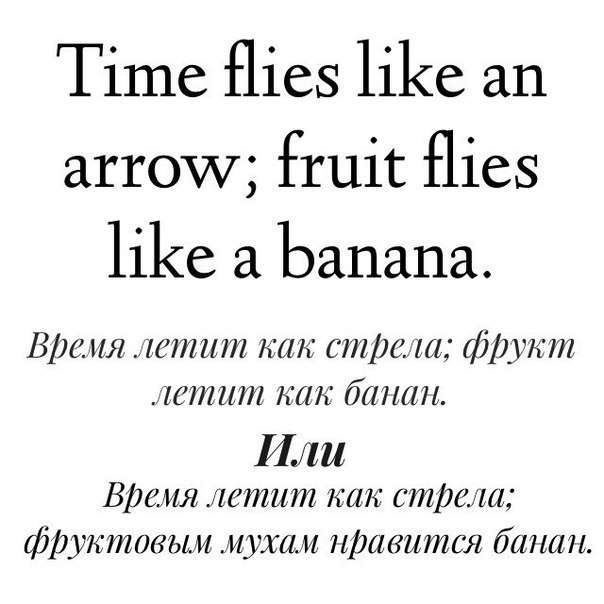 Time flies like an
arrow; fruit flies
like a banana.
Время летит как стрела; фрукт
летит как банан.
Или
Время летит как стрела;
фруктовым мухам нравится банан.